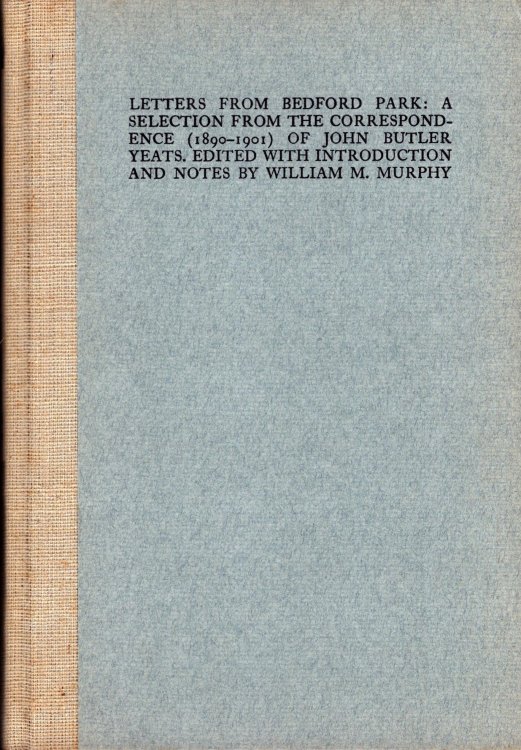 LETTERS FROM BEDFORD PARK: A
SELECTION FROM THE CORRESPOND-
ENCE (1890–1901) OF JOHN BUTLER
YEATS. EDITED WITH INTRODUCTION
AND NOTES BY WILLIAM M. MURPHY